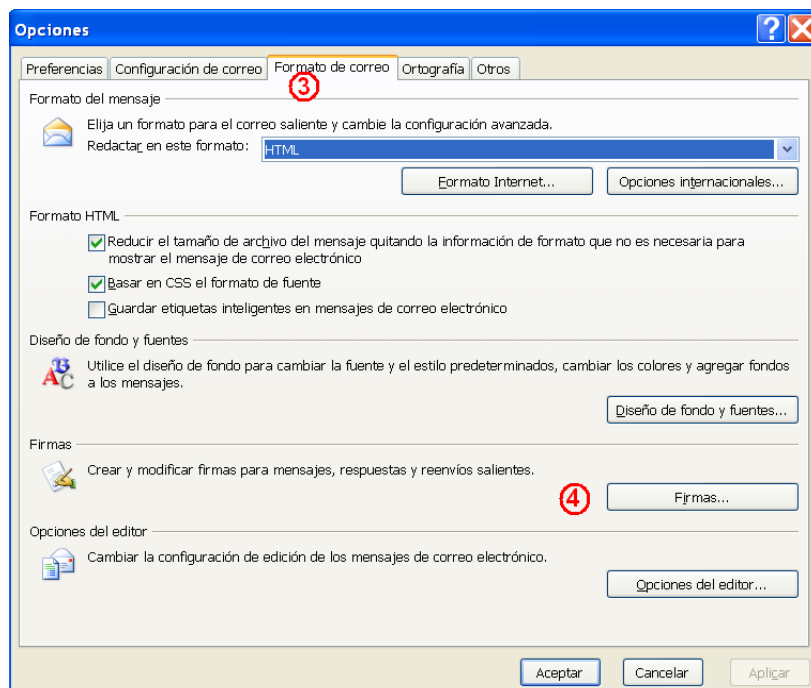 Opciones
Preferencias Configuración de correo Formato de correo Ortografía Otros
3
Formato del mensaje
Elija un formato para el correo saliente y cambie la configuración avanzada.
Redactar en este formato: HTML
Formato Internet... Opciones internacionales...
Formato HTML
Reducir el tamaño de archivo del mensaje quitando la información de formato que no es necesaria para
mostrar el mensaje de correo electrónico
Basar en CSS el formato de fuente
Guardar etiquetas inteligentes en mensajes de correo electrónico
Diseño de fondo y fuentes
Utilice el diseño de fondo para cambiar la fuente y el estilo predeterminados, cambiar los colores y agregar fondos
a los mensajes.
Diseño de fondo y fuentes...
Firmas
Crear y modificar firmas para mensajes, respuestas y reenvíos salientes.
4 Firmas...
Opciones del editor
Cambiar la configuración de edición de los mensajes de correo electrónico.
Opciones del editor...
Aceptar Cancelar Aplicar